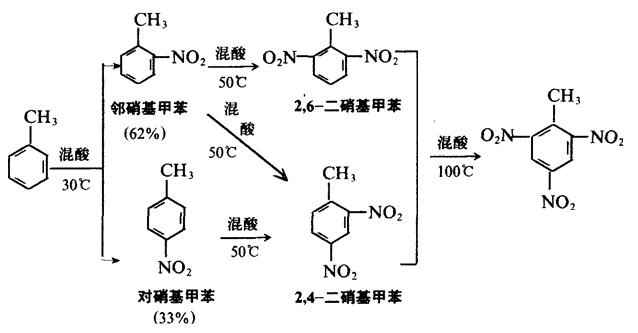 CH₃
混酸
30℃
CH₃
NO₂
邻硝基甲苯
(62%)
混酸
50℃
CH₃
O₂N
NO₂
2,6-二硝基甲苯
混
酸
50℃
CH₃
NO₂
对硝基甲苯
(33%)
混酸
50℃
CH₃
NO₂
NO₂
2,4-二硝基甲苯
混酸
100℃
CH₃
O₂N
NO₂
NO₂